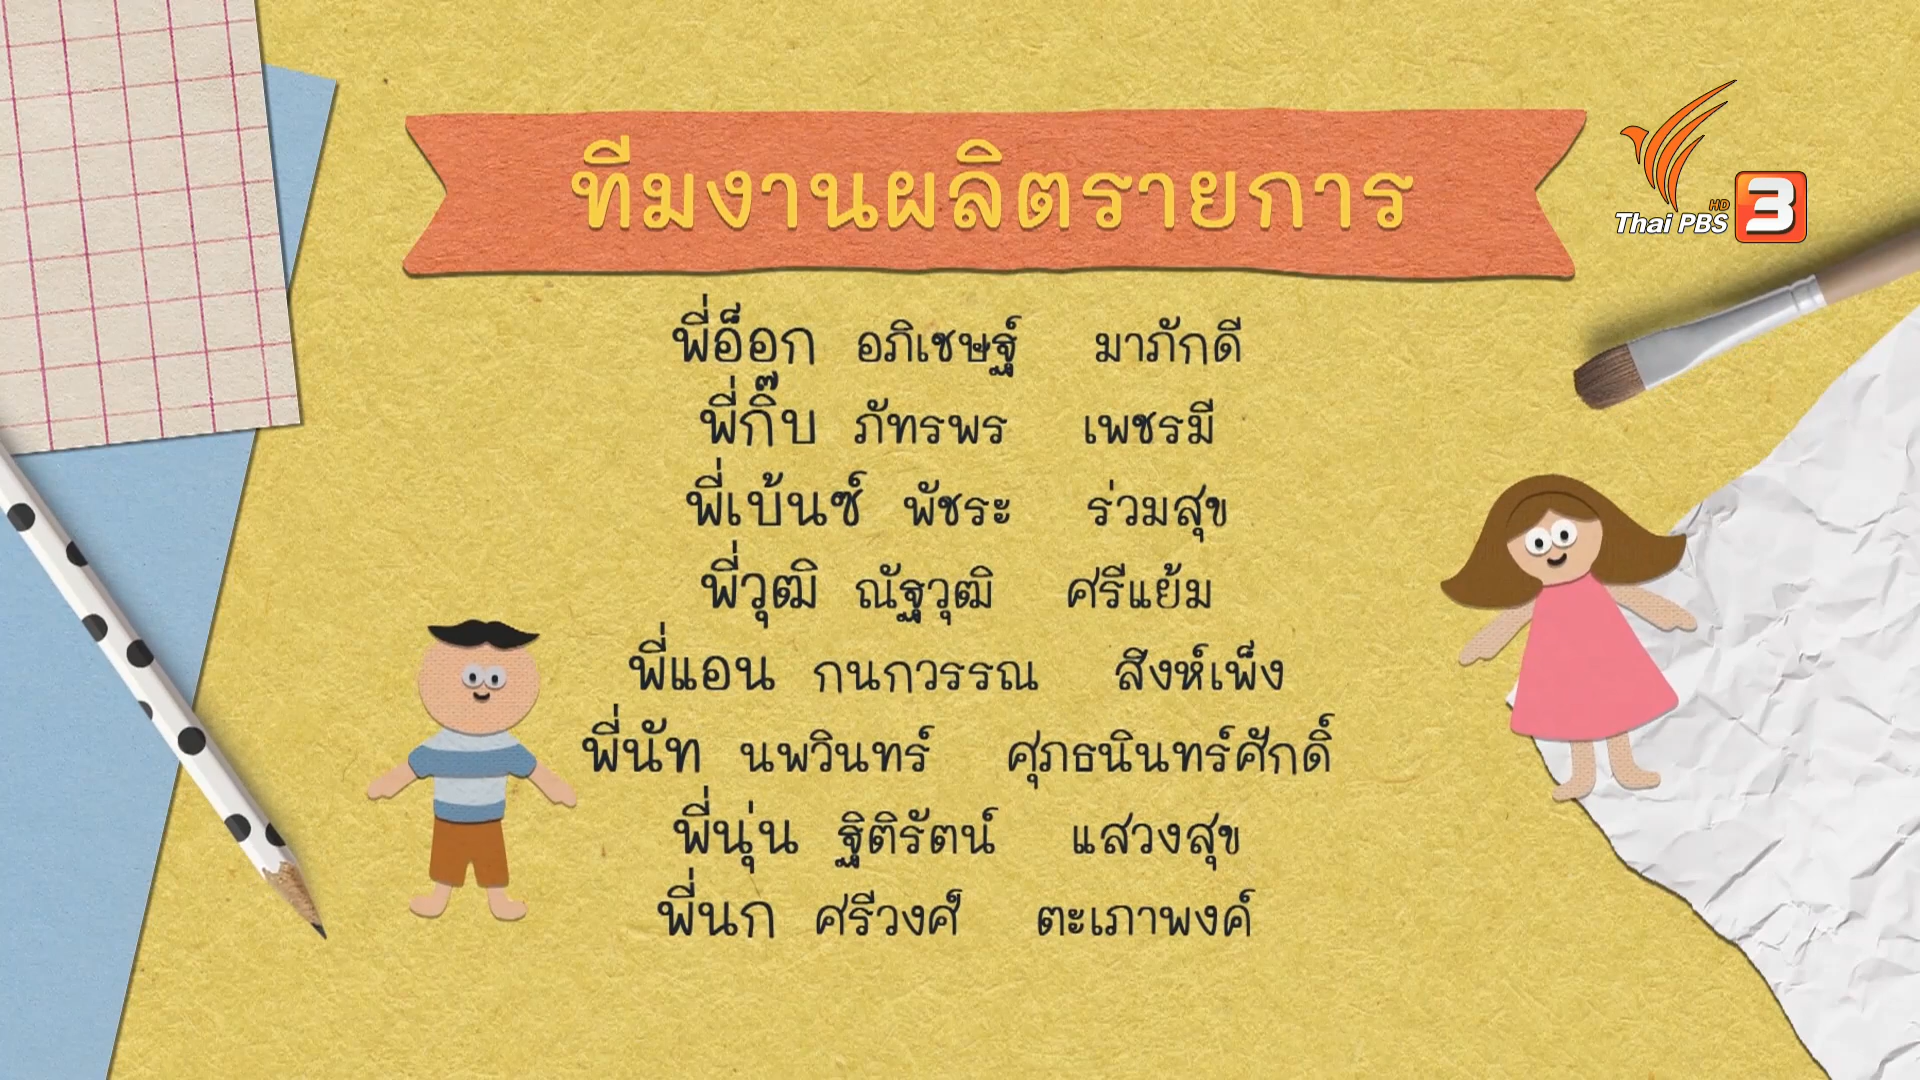 ทีมงานผลิตรายการ
HD
Thai PBS 3
พี่อ็อก อภิเชษฐ์ มาภักดี
พี่กิ๊บ ภัทรพร เพชรมี
พี่เบ้นซ์ พัชระ ร่วมสุข
พี่วุฒิ ณัฐวุฒิ ศรีแย้ม
พี่แอน กนกวรรณ สิงห์เพ็ง
พี่นัท นพวินทร์ ศุภธนินทร์ศักดิ์
พี่นุ่น ฐิติรัตน์ แสวงสุข
พี่นก ศรีวงศ์ ตะเภาพงค์